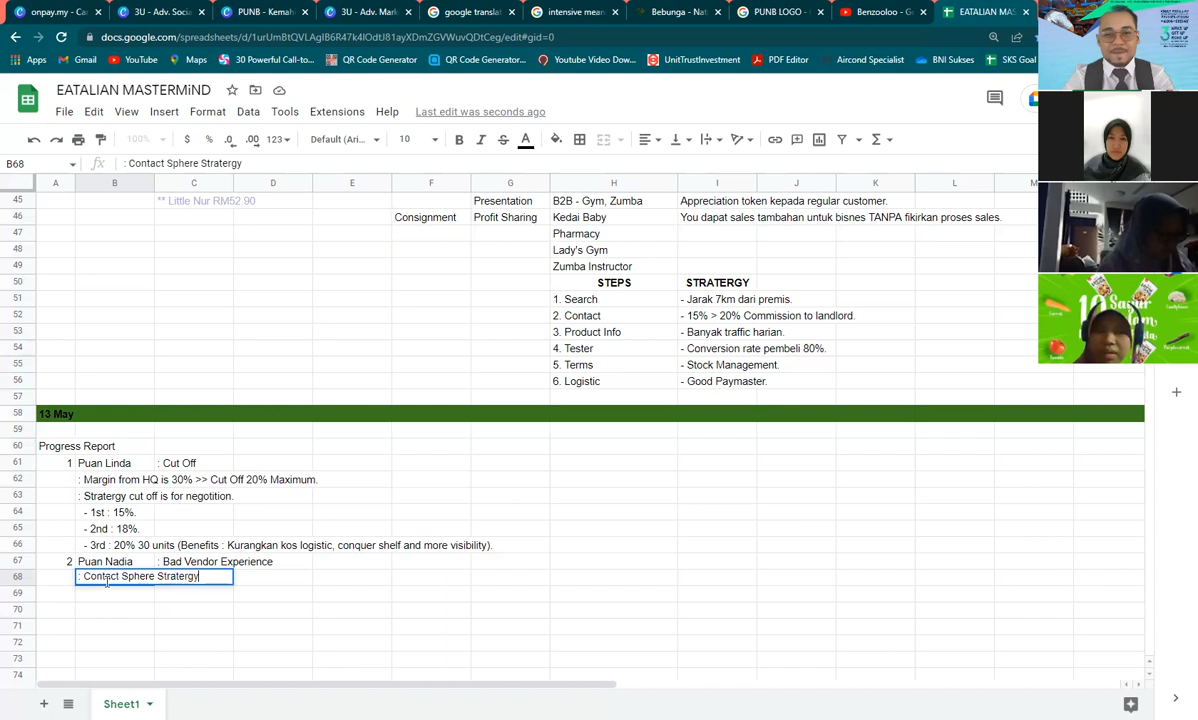 onpay.my - Ca
3U - Adv. Socia
PUNB - Kemah
3U - Adv. Mark
google translat
intensive mean
Bebunga - Nat
PUNB LOGO - G
Benzooloo - G
EATALIAN MAS
docs.google.com/spreadsheets/d/1urUmBtQVLAgIB6R47k4lOdtJ81ayXDmZGVWuyCxZCeg/edit#gid=0
Apps
Gmail
YouTube
Maps
30 Powerful Call-to...
QR Code Generator
QR Code Generator...
Youtube Video Dow...
UnitTrustInvestment
PDF Editor
Aircond Specialist
BNI Sukses
SKS Goal
EATALIAN MASTERMiND
File Edit View Insert Format Data Tools Extensions Help Last edit was seconds ago
100% $ % .0 .00 123 Default (Ari... 10 B I S A
B68 fx : Contact Sphere Stratergy
A B C D E F G H I J K L M
45 ** Little Nur RM52.90 Presentation B2B - Gym, Zumba Appreciation token kepada regular customer.
46 Consignment Profit Sharing Kedai Baby You dapat sales tambahan untuk bisnes TANPA fikirkan proses sales.
47 Pharmacy
48 Lady's Gym
49 Zumba Instructor
50 STEPS STRATERGY
51 1. Search - Jarak 7km dari premis.
52 2. Contact - 15% > 20% Commission to landlord.
53 3. Product Info - Banyak traffic harian.
54 4. Tester - Conversion rate pembeli 80%.
55 5. Terms - Stock Management.
56 6. Logistic - Good Paymaster.
57
58 13 May
59
60 Progress Report
61 1 Puan Linda : Cut Off
62 : Margin from HQ is 30% >> Cut Off 20% Maximum.
63 : Stratergy cut off is for negotition.
64 - 1st : 15%.
65 - 2nd : 18%.
66 - 3rd : 20% 30 units (Benefits : Kurangkan kos logistic, conquer shelf and more visibility).
67 2 Puan Nadia : Bad Vendor Experience
68 : Contact Sphere Stratergy
69
70
71
72
73
74
Sheet1